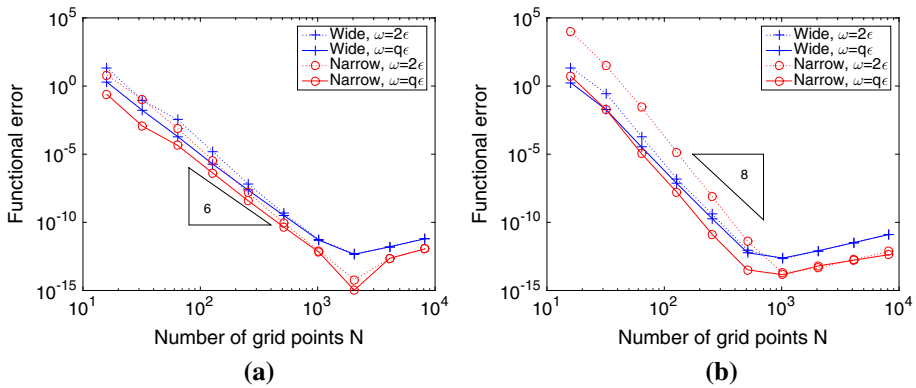 10^5
10^0
10^-5
10^-10
10^-15
Functional error
Wide, ω=2ϵ
Wide, ω=qϵ
Narrow, ω=2ϵ
Narrow, ω=qϵ
6
10^1
10^2
10^3
10^4
Number of grid points N
(a)
10^5
10^0
10^-5
10^-10
10^-15
Functional error
Wide, ω=2ϵ
Wide, ω=qϵ
Narrow, ω=2ϵ
Narrow, ω=qϵ
8
10^1
10^2
10^3
10^4
Number of grid points N
(b)